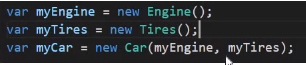 var myEngine = new Engine();
var myTires = new Tires();
var myCar = new Car(myEngine, myTires);